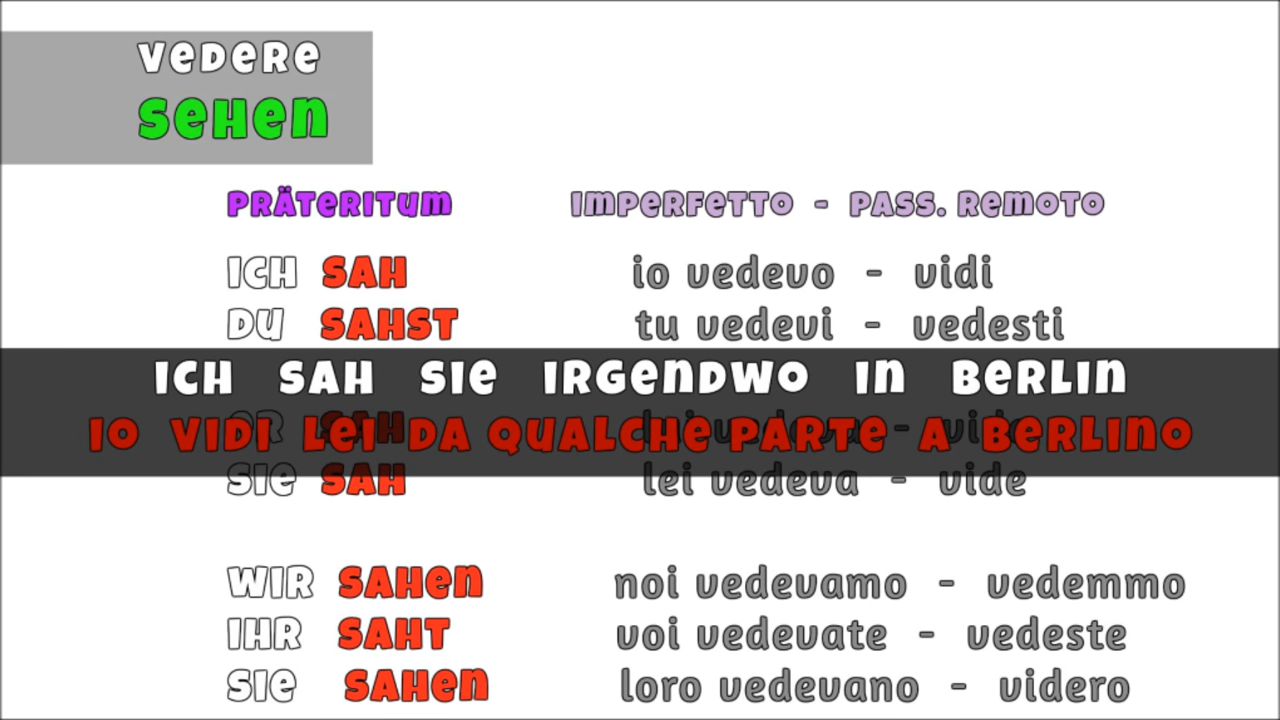 VEDERE
SEHEN
PRÄTERITUM IMPERFETTO - PASS. REMOTO
ICH SAH io vedevo - vidi
DU SAHST tu vedevi - vedesti
ICH SAH SIE IRGENDWO IN BERLIN
IO VIDI LEI DA QUALCHE PARTE A BERLINO
SIE SAH lei vedeva - vide
WIR SAHEN noi vedevamo - vedemmo
IHR SAHT voi vedevate - vedeste
SIE SAHEN loro vedevano - videro